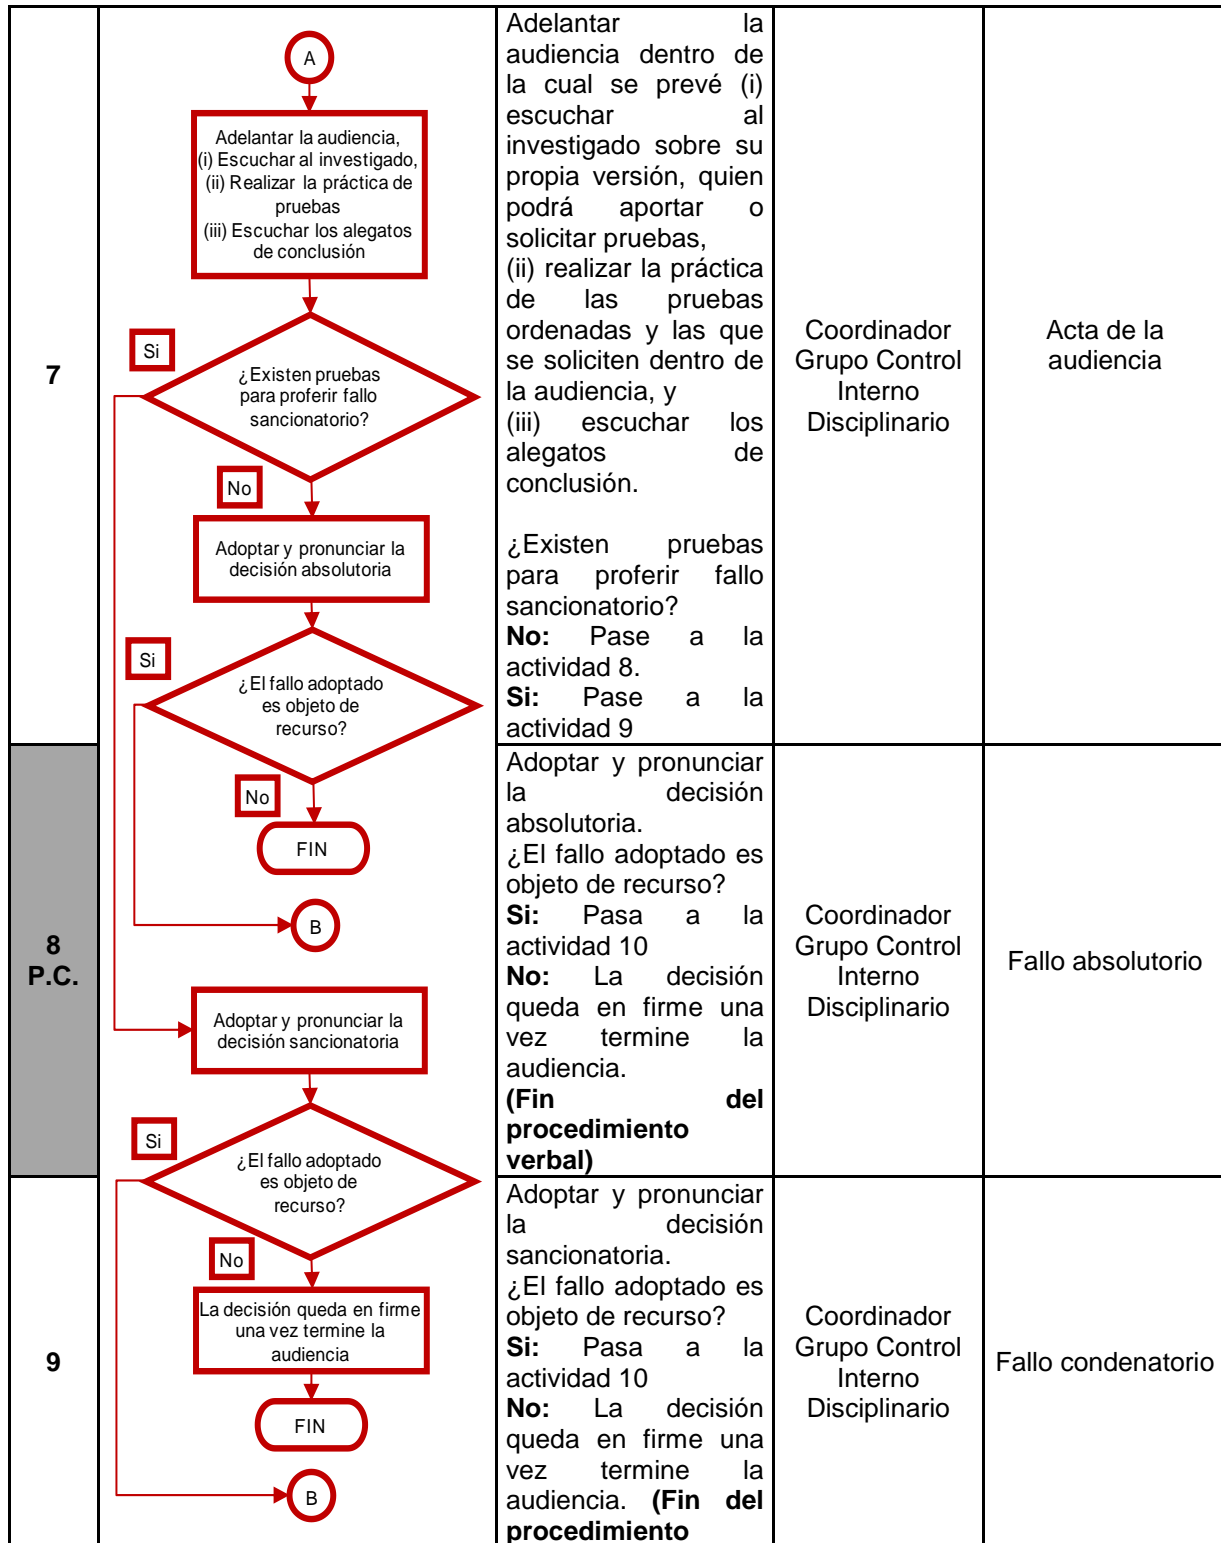 7
A
Adelantar la audiencia,
(i) Escuchar al investigado,
(ii) Realizar la práctica de
pruebas
(iii) Escuchar los alegatos
de conclusión
Si
¿Existen pruebas
para proferir fallo
sancionatorio?
No
Adoptar y pronunciar la
decisión absolutoria
Si
¿El fallo adoptado
es objeto de
recurso?
No
FIN
B
Adoptar y pronunciar la
decisión sancionatoria
Si
¿El fallo adoptado
es objeto de
recurso?
No
La decisión queda en firme
una vez termine la
audiencia
FIN
B
Adelantar la
audiencia dentro de
la cual se prevé (i)
escuchar al
investigado sobre su
propia versión, quien
podrá aportar o
solicitar pruebas,
(ii) realizar la práctica
de las pruebas
ordenadas y las que
se soliciten dentro de
la audiencia, y
(iii) escuchar los
alegatos de
conclusión.
¿Existen pruebas
para proferir fallo
sancionatorio?
No: Pase a la
actividad 8.
Si: Pase a la
actividad 9
Coordinador
Grupo Control
Interno
Disciplinario
Acta de la
audiencia
8
P.C.
Adoptar y pronunciar
la decisión
absolutoria.
¿El fallo adoptado es
objeto de recurso?
Si: Pasa a la
actividad 10
No: La decisión
queda en firme una
vez termine la
audiencia.
(Fin del
procedimiento
verbal)
Coordinador
Grupo Control
Interno
Disciplinario
Fallo absolutorio
9
Adoptar y pronunciar
la decisión
sancionatoria.
¿El fallo adoptado es
objeto de recurso?
Si: Pasa a la
actividad 10
No: La decisión
queda en firme una
vez termine la
audiencia. (Fin del
procedimiento
Coordinador
Grupo Control
Interno
Disciplinario
Fallo condenatorio